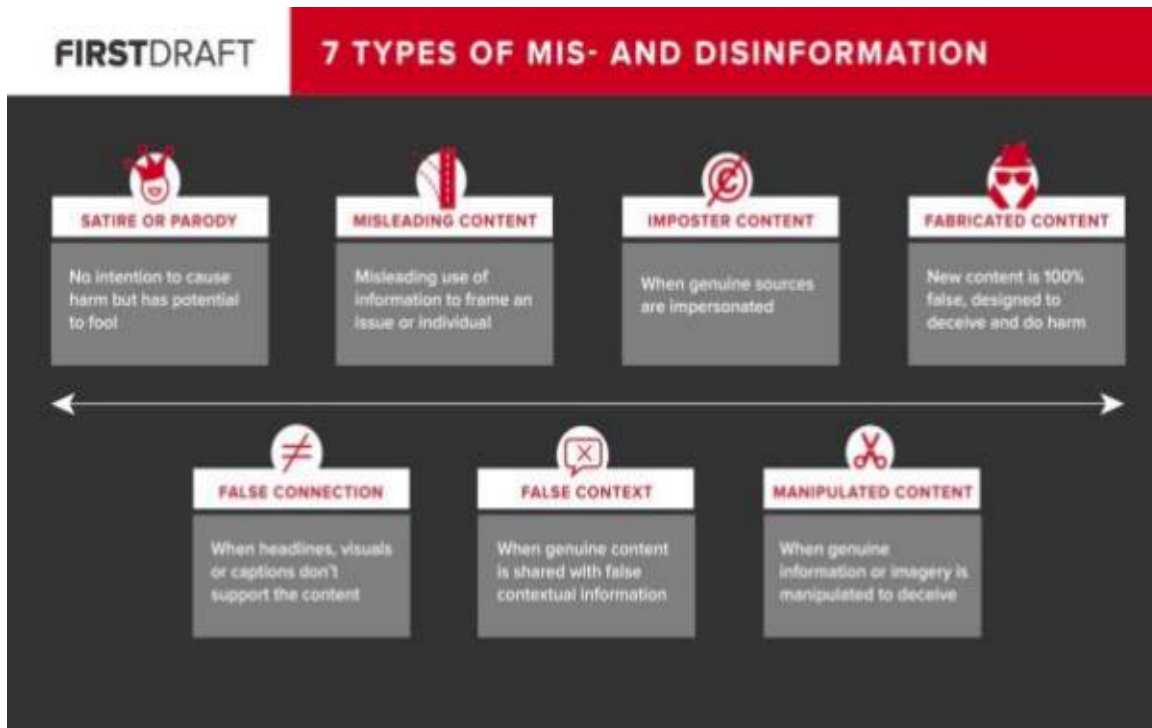 FIRSTDRAFT
7 TYPES OF MIS- AND DISINFORMATION
SATIRE OR PARODY
No intention to cause
harm but has potential
to fool
MISLEADING CONTENT
Misleading use of
information to frame an
issue or individual
IMPOSTER CONTENT
When genuine sources
are impersonated
FABRICATED CONTENT
New content is 100%
false, designed to
deceive and do harm
FALSE CONNECTION
When headlines, visuals
or captions don't
support the content
FALSE CONTEXT
When genuine content
is shared with false
contextual information
MANIPULATED CONTENT
When genuine
information or imagery is
manipulated to deceive